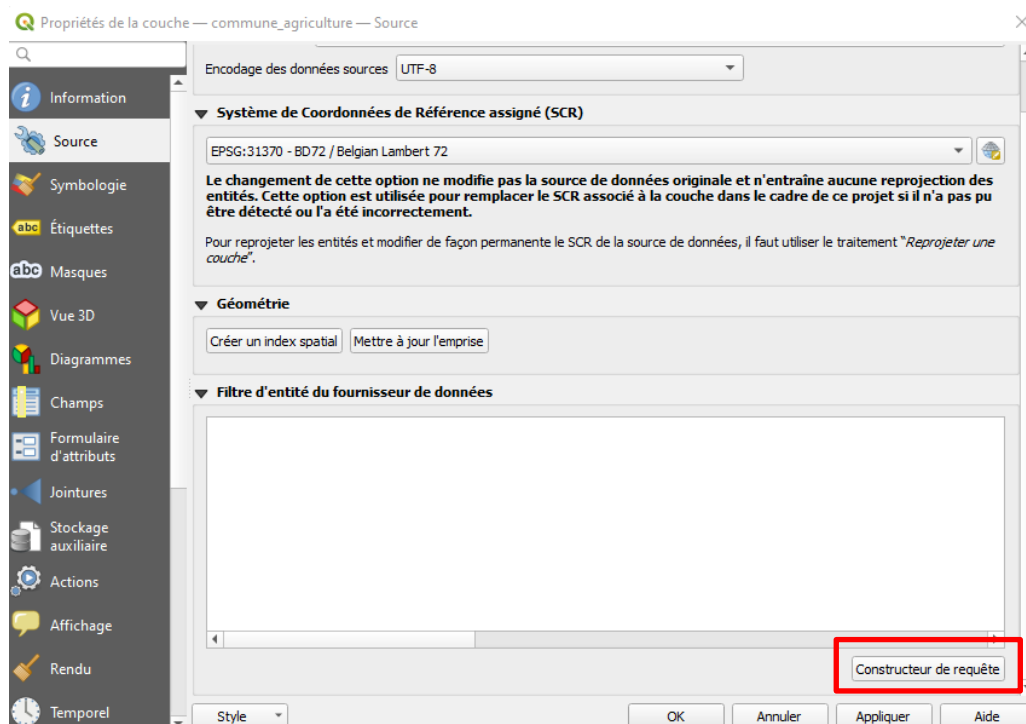 Propriétés de la couche — commune_agriculture — Source
Information
Source
Symbologie
abc Étiquettes
abc Masques
Vue 3D
Diagrammes
Champs
Formulaire
d'attributs
Jointures
Stockage
auxiliaire
Actions
Affichage
Rendu
Temporel
Encodage des données sources UTF-8
Système de Coordonnées de Référence assigné (SCR)
EPSG:31370 - BD72 / Belgian Lambert 72
Le changement de cette option ne modifie pas la source de données originale et n'entraîne aucune reprojection des
entités. Cette option est utilisée pour remplacer le SCR associé à la couche dans le cadre de ce projet si il n'a pas pu
être détecté ou l'a été incorrectement.
Pour reprojeter les entités et modifier de façon permanente le SCR de la source de données, il faut utiliser le traitement “Reprojeter une
couche”.
Géométrie
Créer un index spatial Mettre à jour l'emprise
Filtre d'entité du fournisseur de données
Constructeur de requête
Style OK Annuler Appliquer Aide